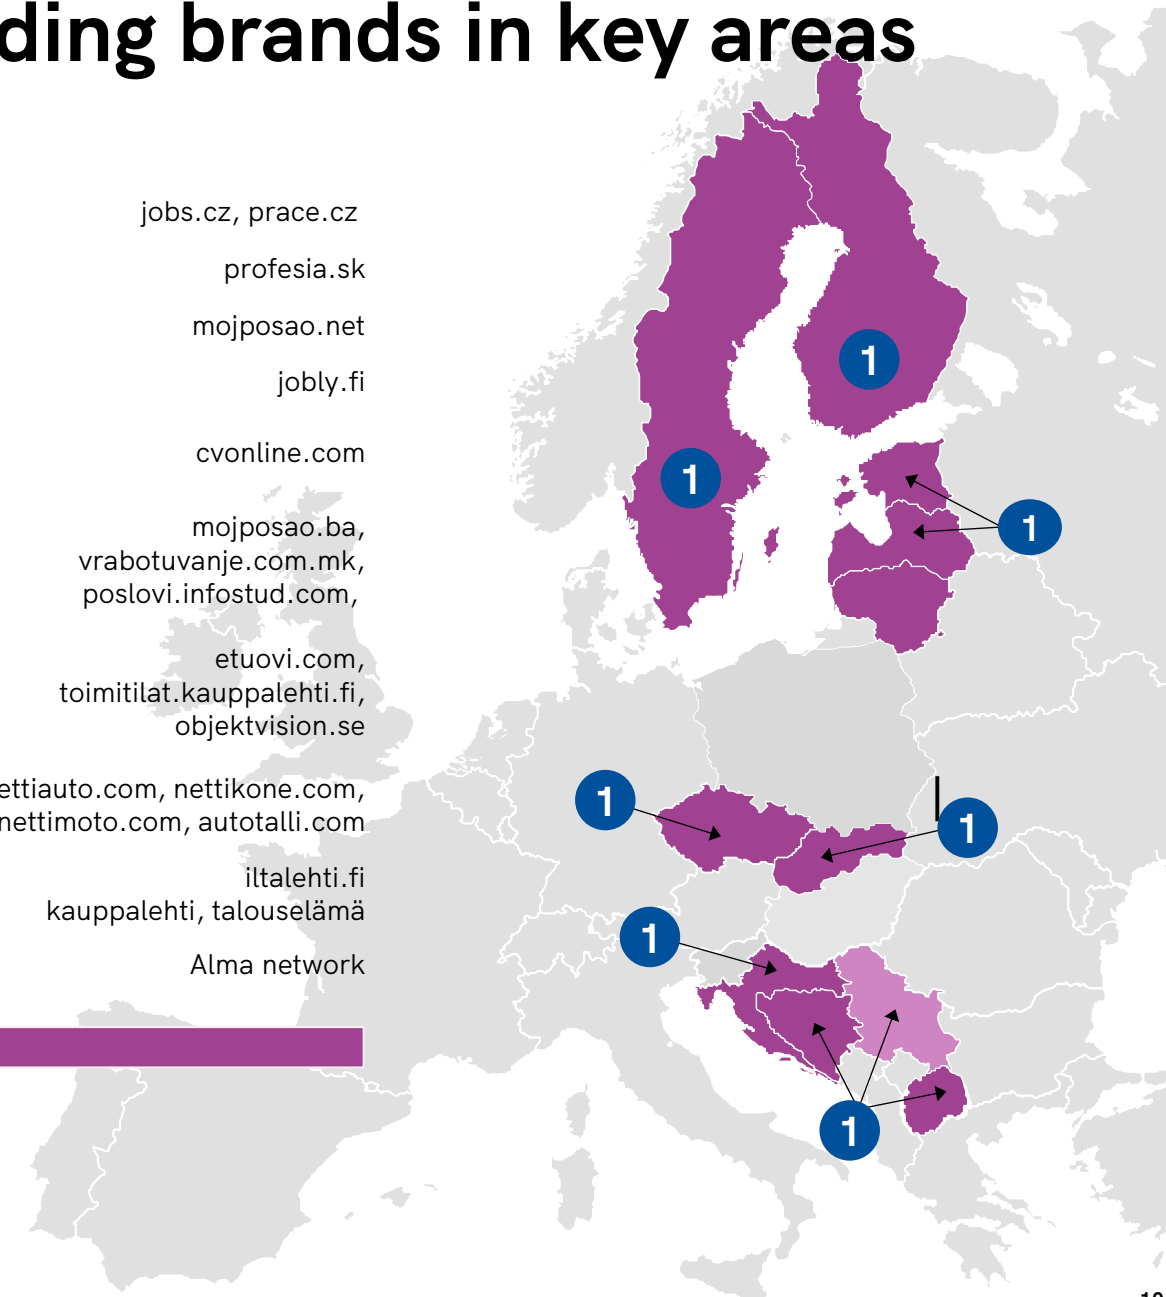 ding brands in key areas
jobs.cz, prace.cz
profesia.sk
mojposao.net
jobly.fi
cvonline.com
mojposao.ba,
vrabotuvanje.com.mk,
poslovi.infostud.com,
etuovi.com,
toimitilat.kauppalehti.fi,
objektvision.se
ettiauto.com, nettikone.com,
nettimoto.com, autotalli.com
iltalehti.fi
kauppalehti, talouselämä
Alma network
1
1
1
1
1
1
1